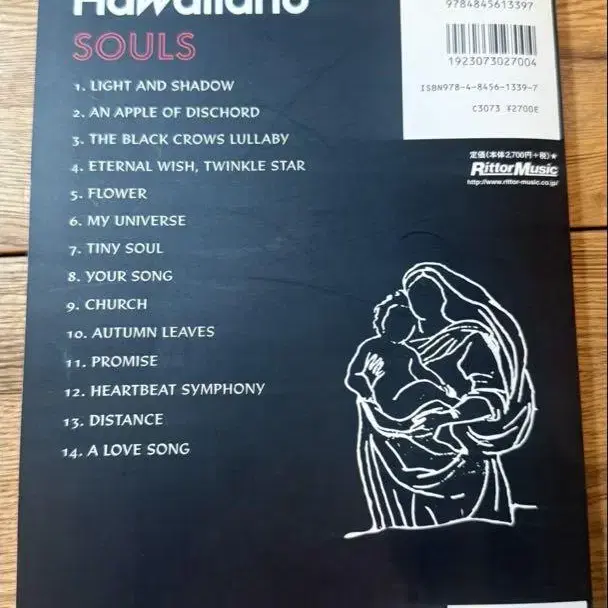 Hawaiiano
SOULS
1. LIGHT AND SHADOW
2. AN APPLE OF DISCHORD
3. THE BLACK CROWS LULLABY
4. ETERNAL WISH, TWINKLE STAR
5. FLOWER
6. MY UNIVERSE
7. TINY SOUL
8. YOUR SONG
9. CHURCH
10. AUTUMN LEAVES
11. PROMISE
12. HEARTBEAT SYMPHONY
13. DISTANCE
14. A LOVE SONG
9784845613397
1923073027004
ISBN978-4-8456-1339-7
C3073 ¥2700E
定価(本体2,700円+税)★
RittorMusic
http://www.rittor-music.co.jp/